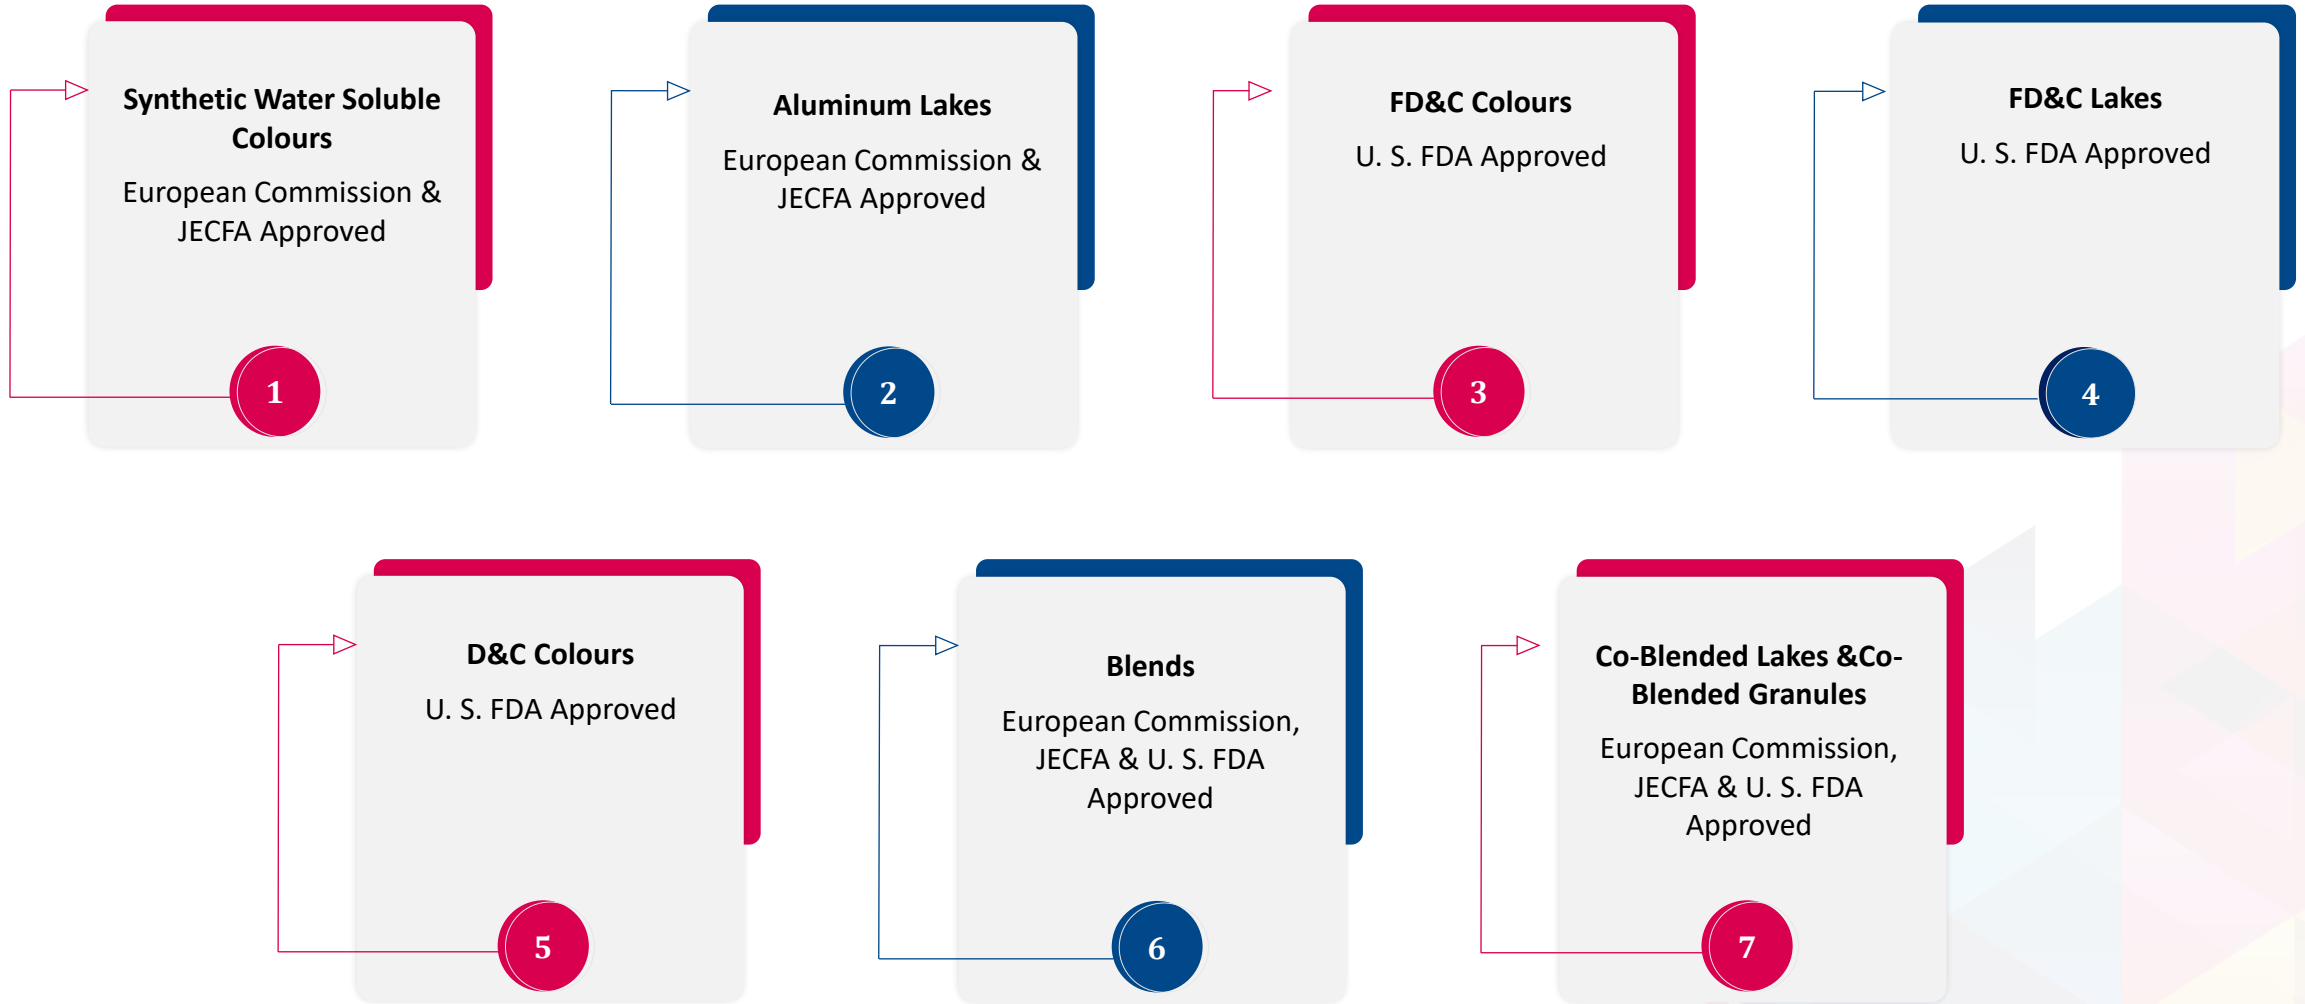 Synthetic Water Soluble
Colours
European Commission &
JECFA Approved
1
Aluminum Lakes
European Commission &
JECFA Approved
2
FD&C Colours
U. S. FDA Approved
3
FD&C Lakes
U. S. FDA Approved
4
D&C Colours
U. S. FDA Approved
5
Blends
European Commission,
JECFA & U. S. FDA
Approved
6
Co-Blended Lakes &Co-
Blended Granules
European Commission,
JECFA & U. S. FDA
Approved
7